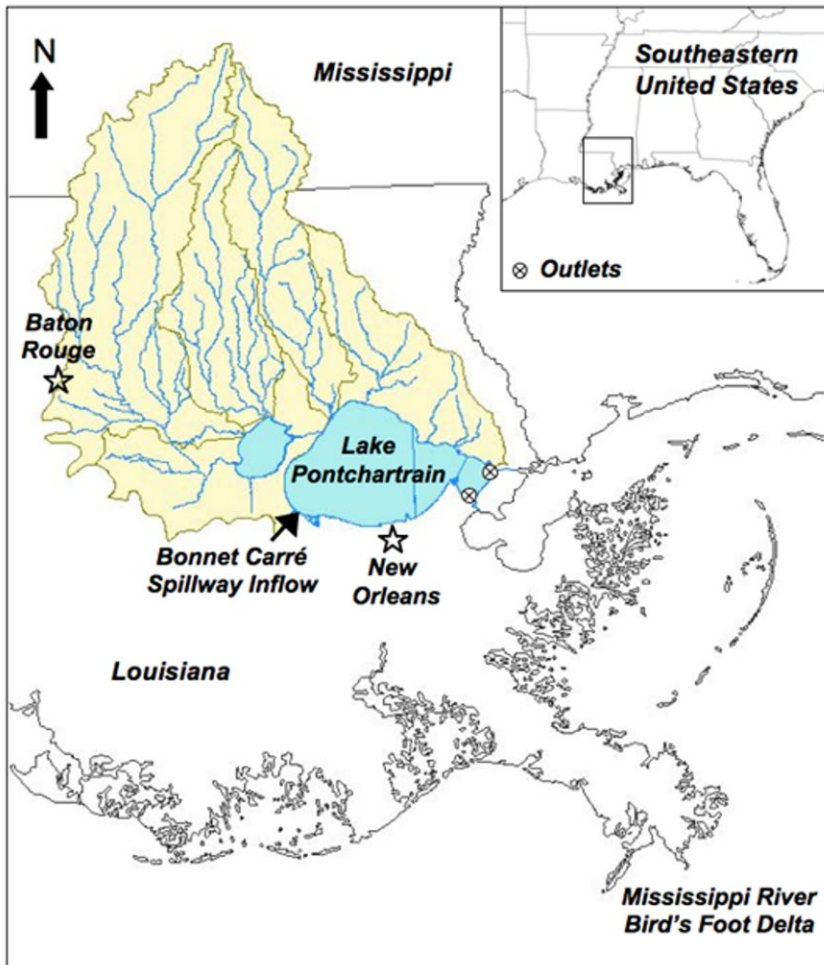 N
Mississippi
Southeastern
United States
Outlets
Baton
Rouge
Lake
Pontchartrain
Bonnet Carré
Spillway Inflow
New
Orleans
Louisiana
Mississippi River
Bird's Foot Delta